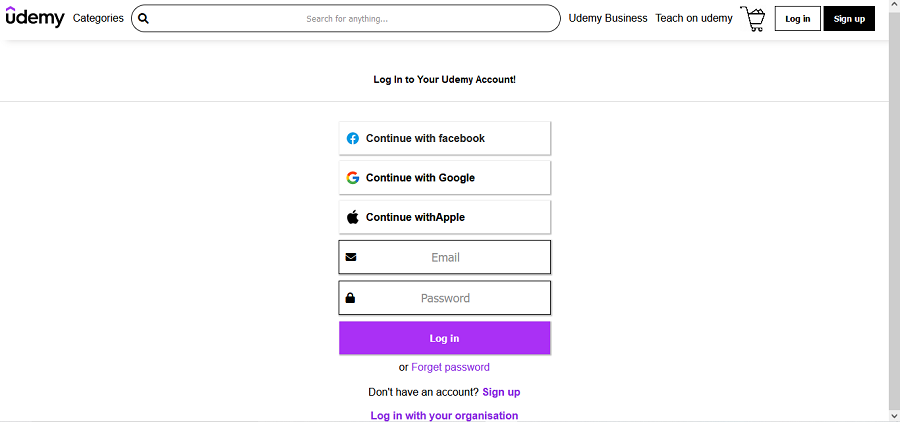 udemy Categories Search for anything... Udemy Business Teach on udemy Log in Sign up
Log In to Your Udemy Account!
Continue with facebook
Continue with Google
Continue withApple
Email
Password
Log in
or Forget password
Don't have an account? Sign up
Log in with your organisation